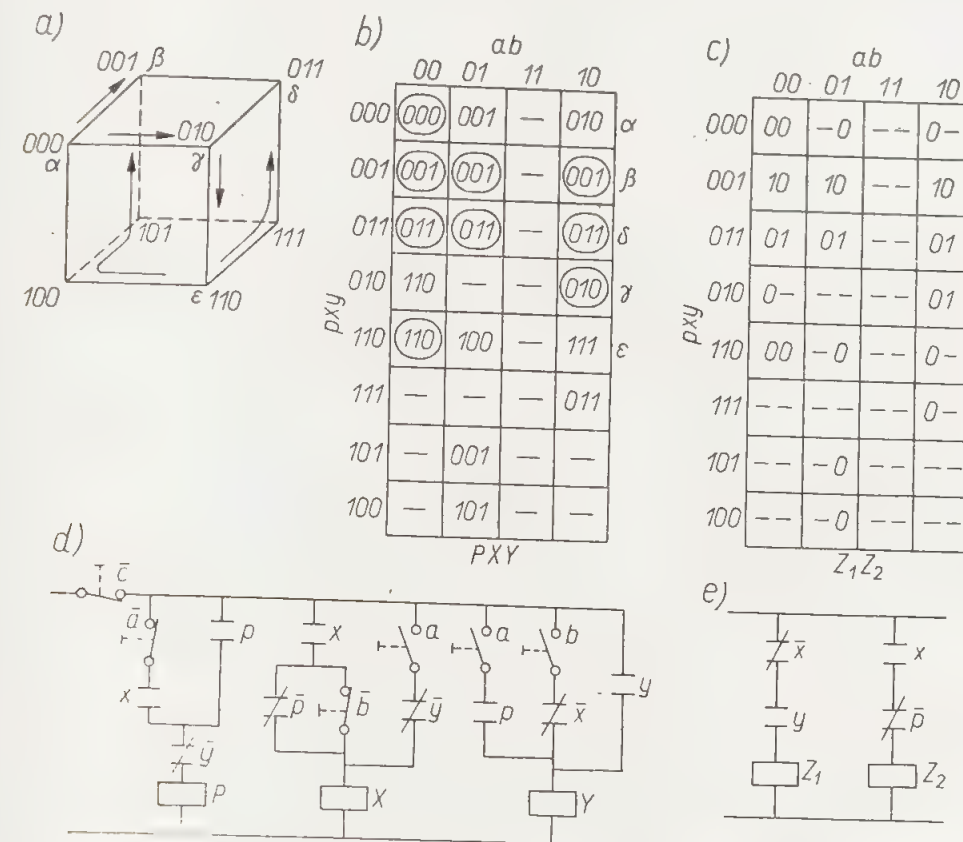 a)
001 β
011
δ
000
α
010
γ
101
111
100
ε 110
b)
ab
00 01 11 10
pxy
000 000 001 — 010 α
001 001 001 — 001 β
011 011 011 — 011 δ
010 110 — — 010 γ
110 110 100 — 111 ε
111 — — — 011
101 — 001 — —
100 — 101 — —
PXY
c)
ab
00 01 11 10
pxy
000 00 -0 -- 0-
001 10 10 -- 10
011 01 01 -- 01
010 0- -- -- 01
110 00 -0 -- 0-
111 -- -- -- 0-
101 -- -0 -- --
100 -- -0 -- --
Z₁Z₂
d)
c̄
ā p x a a b
x p̄ b̄ ȳ p x̄ y
ȳ
P X Y
e)
x̄ x
y p̄
Z₁ Z₂